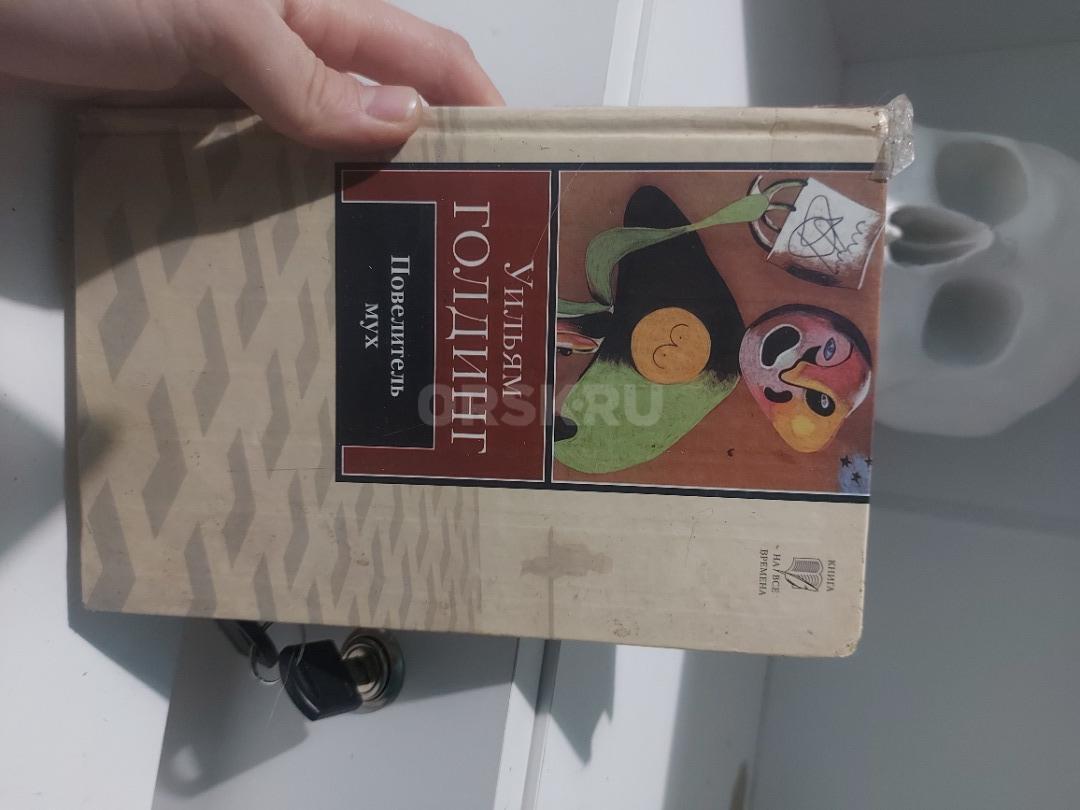 КНИГА
НА ВСЕ
ВРЕМЕНА
Уильям
ГОЛДИНГ
Повелитель
мух
ORSK.RU